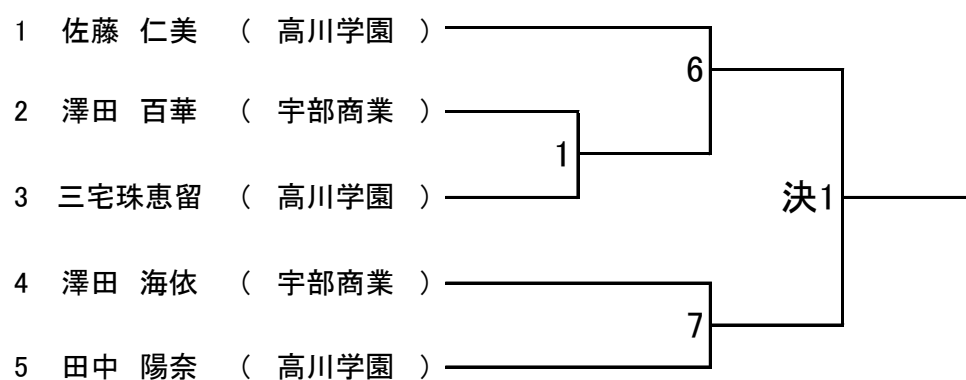 1 佐藤 仁美 ( 高川学園 )
6
2 澤田 百華 ( 宇部商業 )
1
3 三宅珠恵留 ( 高川学園 )
決1
4 澤田 海依 ( 宇部商業 )
7
5 田中 陽奈 ( 高川学園 )